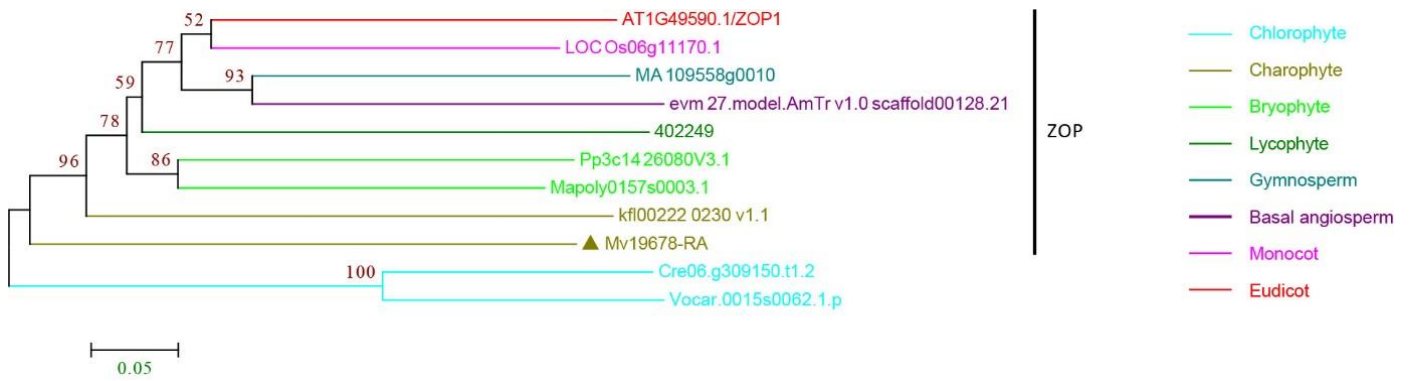 52
AT1G49590.1/ZOP1
77
LOC Os06g11170.1
93
MA 109558g0010
59
evm 27.model.AmTr v1.0 scaffold00128.21
78
402249
96
86
Pp3c14 26080V3.1
Mapoly0157s0003.1
kfl00222 0230 v1.1
Mv19678-RA
100
Cre06.g309150.t1.2
Vocar.0015s0062.1.p
0.05
ZOP
Chlorophyte
Charophyte
Bryophyte
Lycophyte
Gymnosperm
Basal angiosperm
Monocot
Eudicot